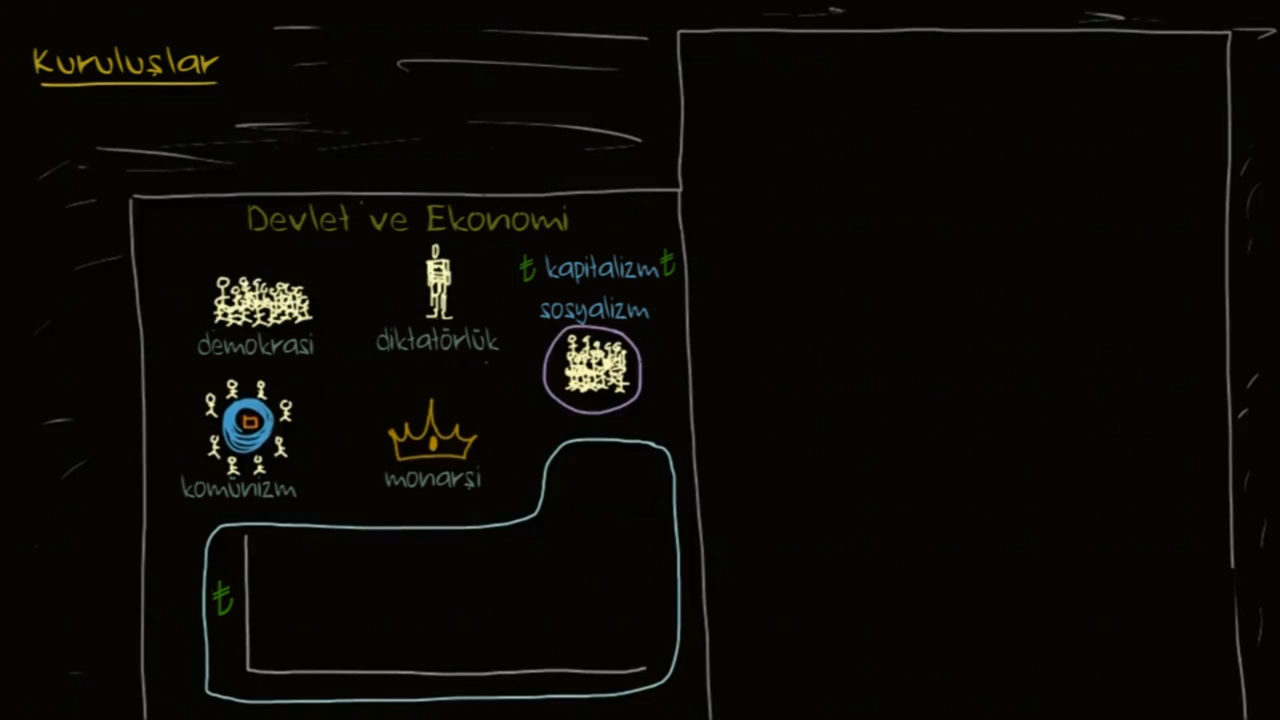 Kuruluşlar
Devlet ve Ekonomi
₺ kapitalizm ₺
sosyalizm
demokrasi
diktatörlük
komünizm
monarşi
₺